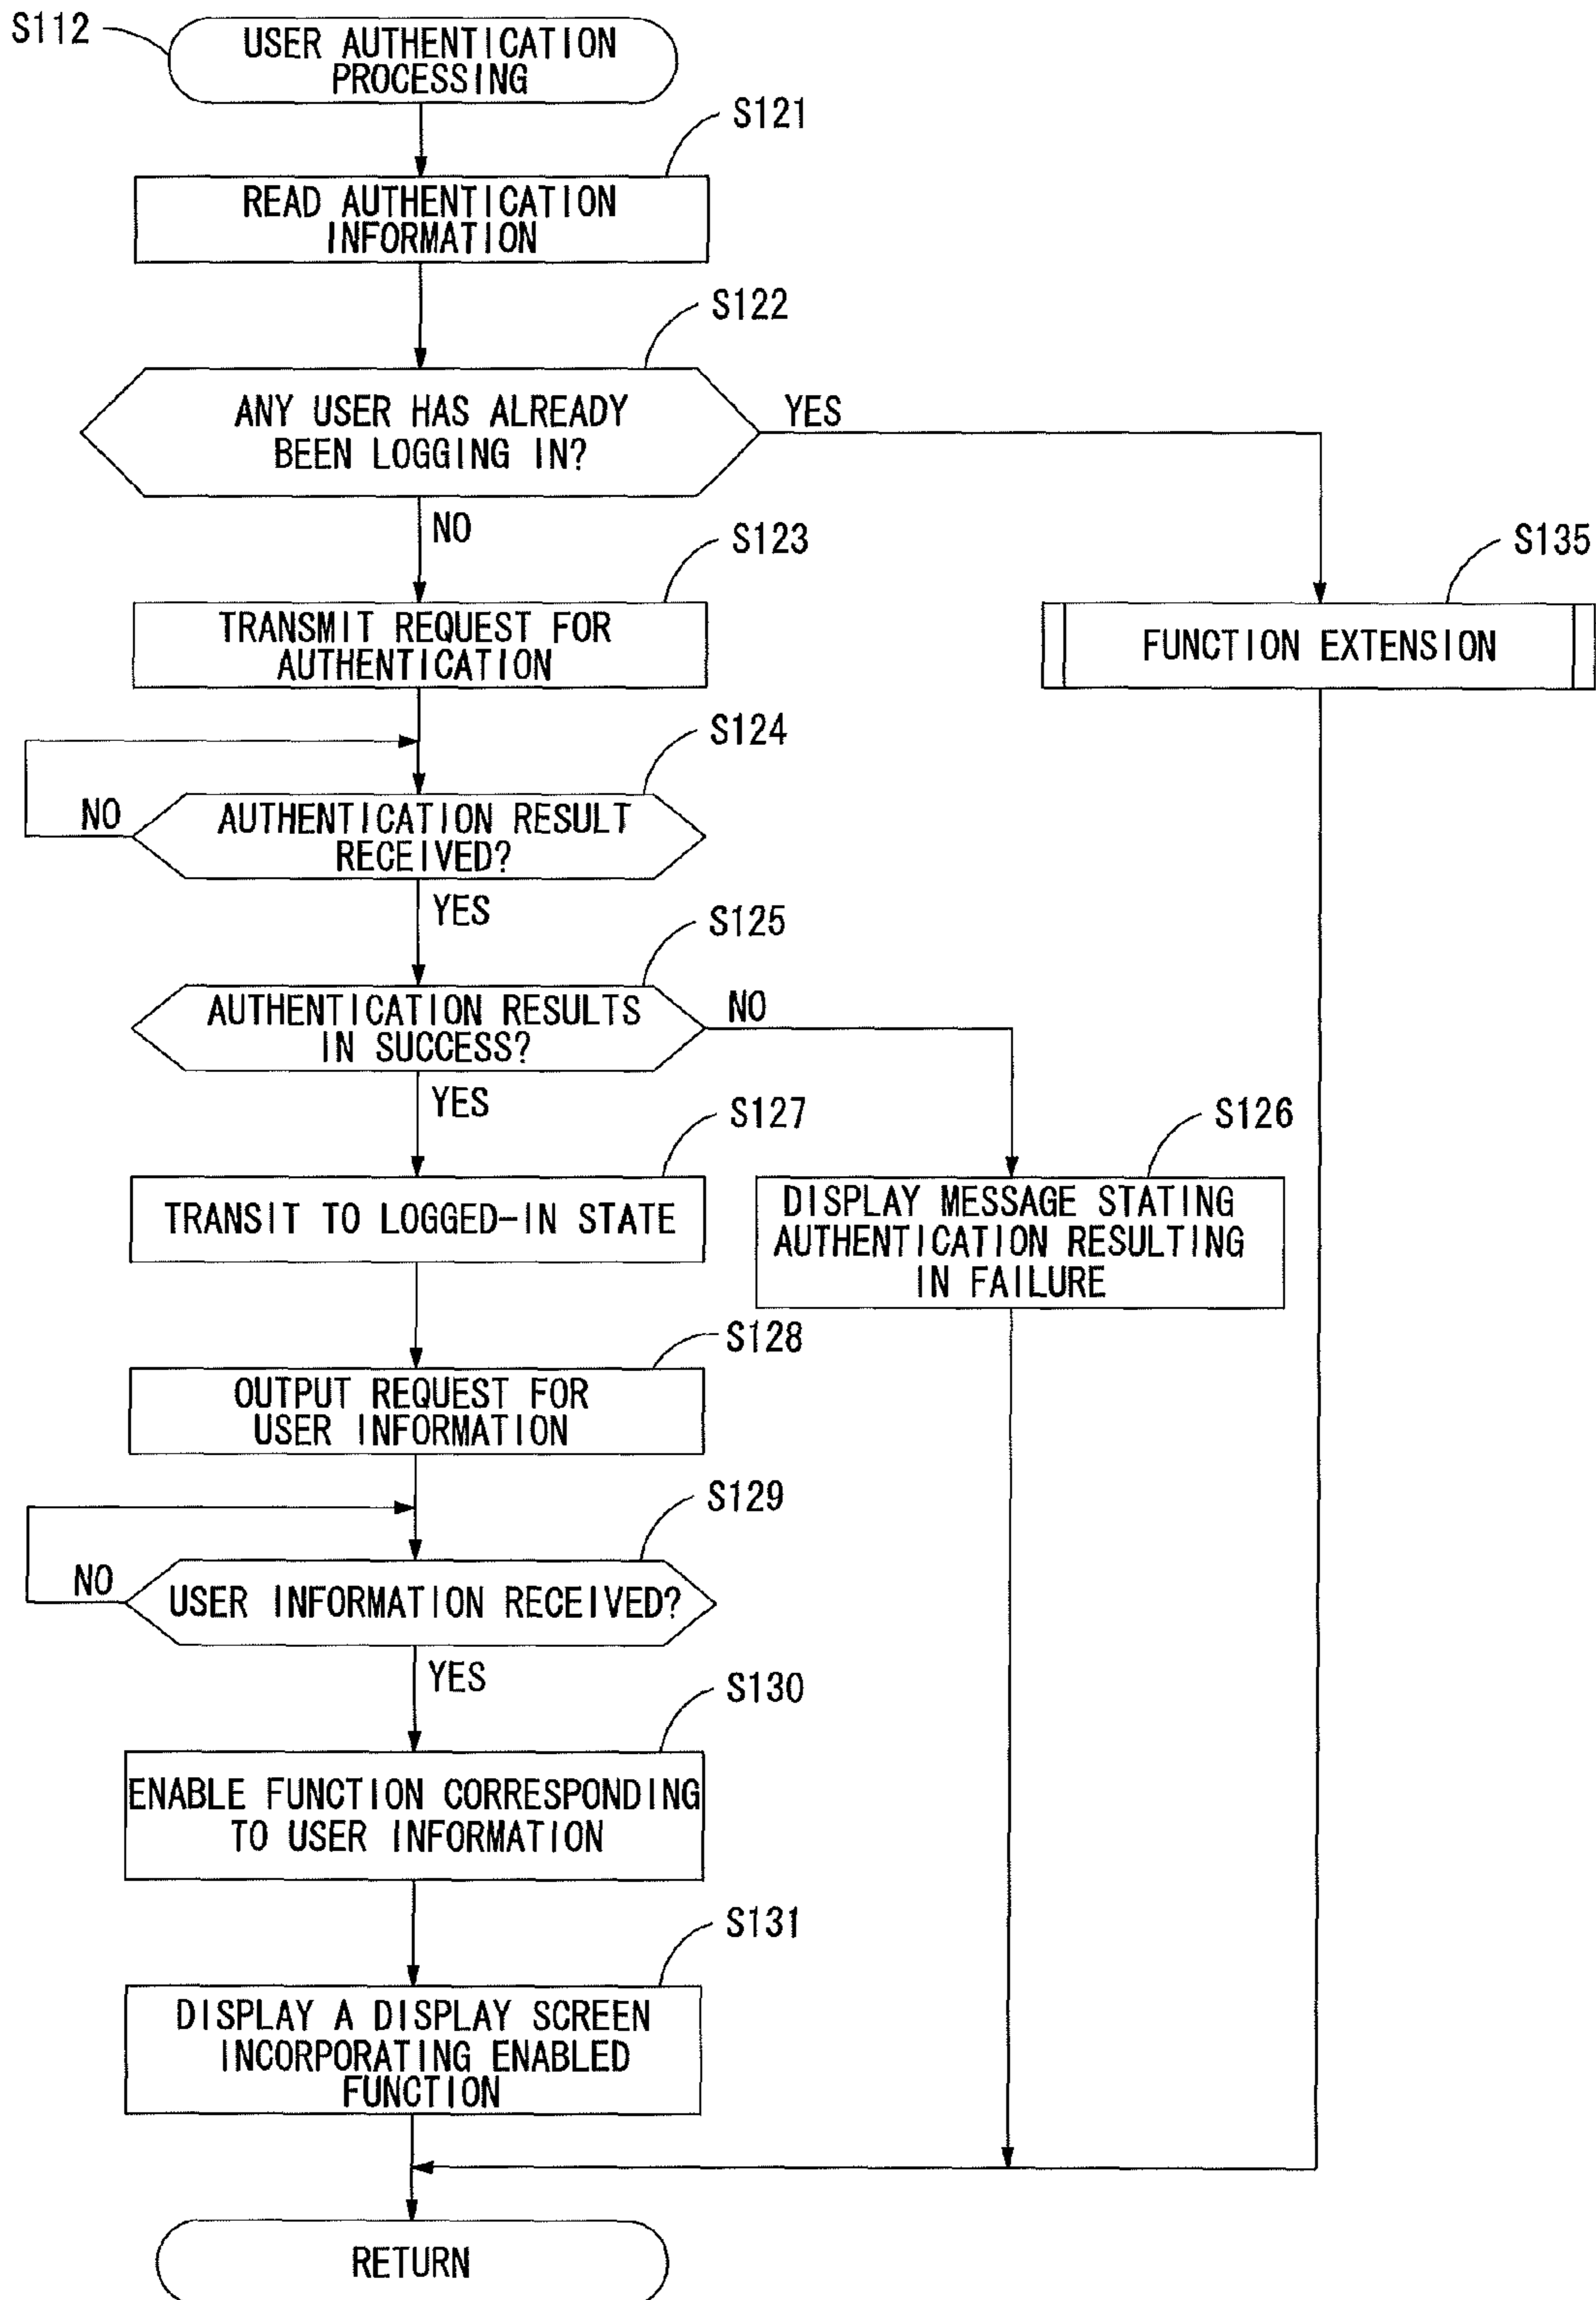 S112
USER AUTHENTICATION
PROCESSING
S121
READ AUTHENTICATION
INFORMATION
S122
ANY USER HAS ALREADY
BEEN LOGGING IN?
YES
NO
S123
TRANSMIT REQUEST FOR
AUTHENTICATION
S135
FUNCTION EXTENSION
S124
NO
AUTHENTICATION RESULT
RECEIVED?
YES
S125
AUTHENTICATION RESULTS
IN SUCCESS?
NO
YES
S127
TRANSIT TO LOGGED-IN STATE
S126
DISPLAY MESSAGE STATING
AUTHENTICATION RESULTING
IN FAILURE
S128
OUTPUT REQUEST FOR
USER INFORMATION
S129
NO
USER INFORMATION RECEIVED?
YES
S130
ENABLE FUNCTION CORRESPONDING
TO USER INFORMATION
S131
DISPLAY A DISPLAY SCREEN
INCORPORATING ENABLED
FUNCTION
RETURN